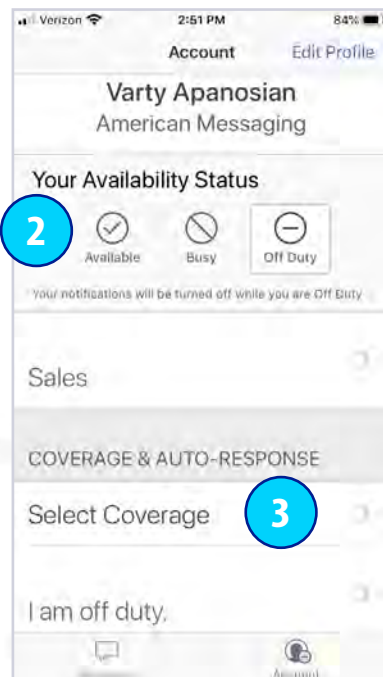 Verizon 2:51 PM 84%
Account Edit Profile
Varty Apanosian
American Messaging
Your Availability Status
2
Available Busy Off Duty
Your notifications will be turned off while you are Off Duty
Sales
COVERAGE & AUTO-RESPONSE
Select Coverage 3
I am off duty.
Account